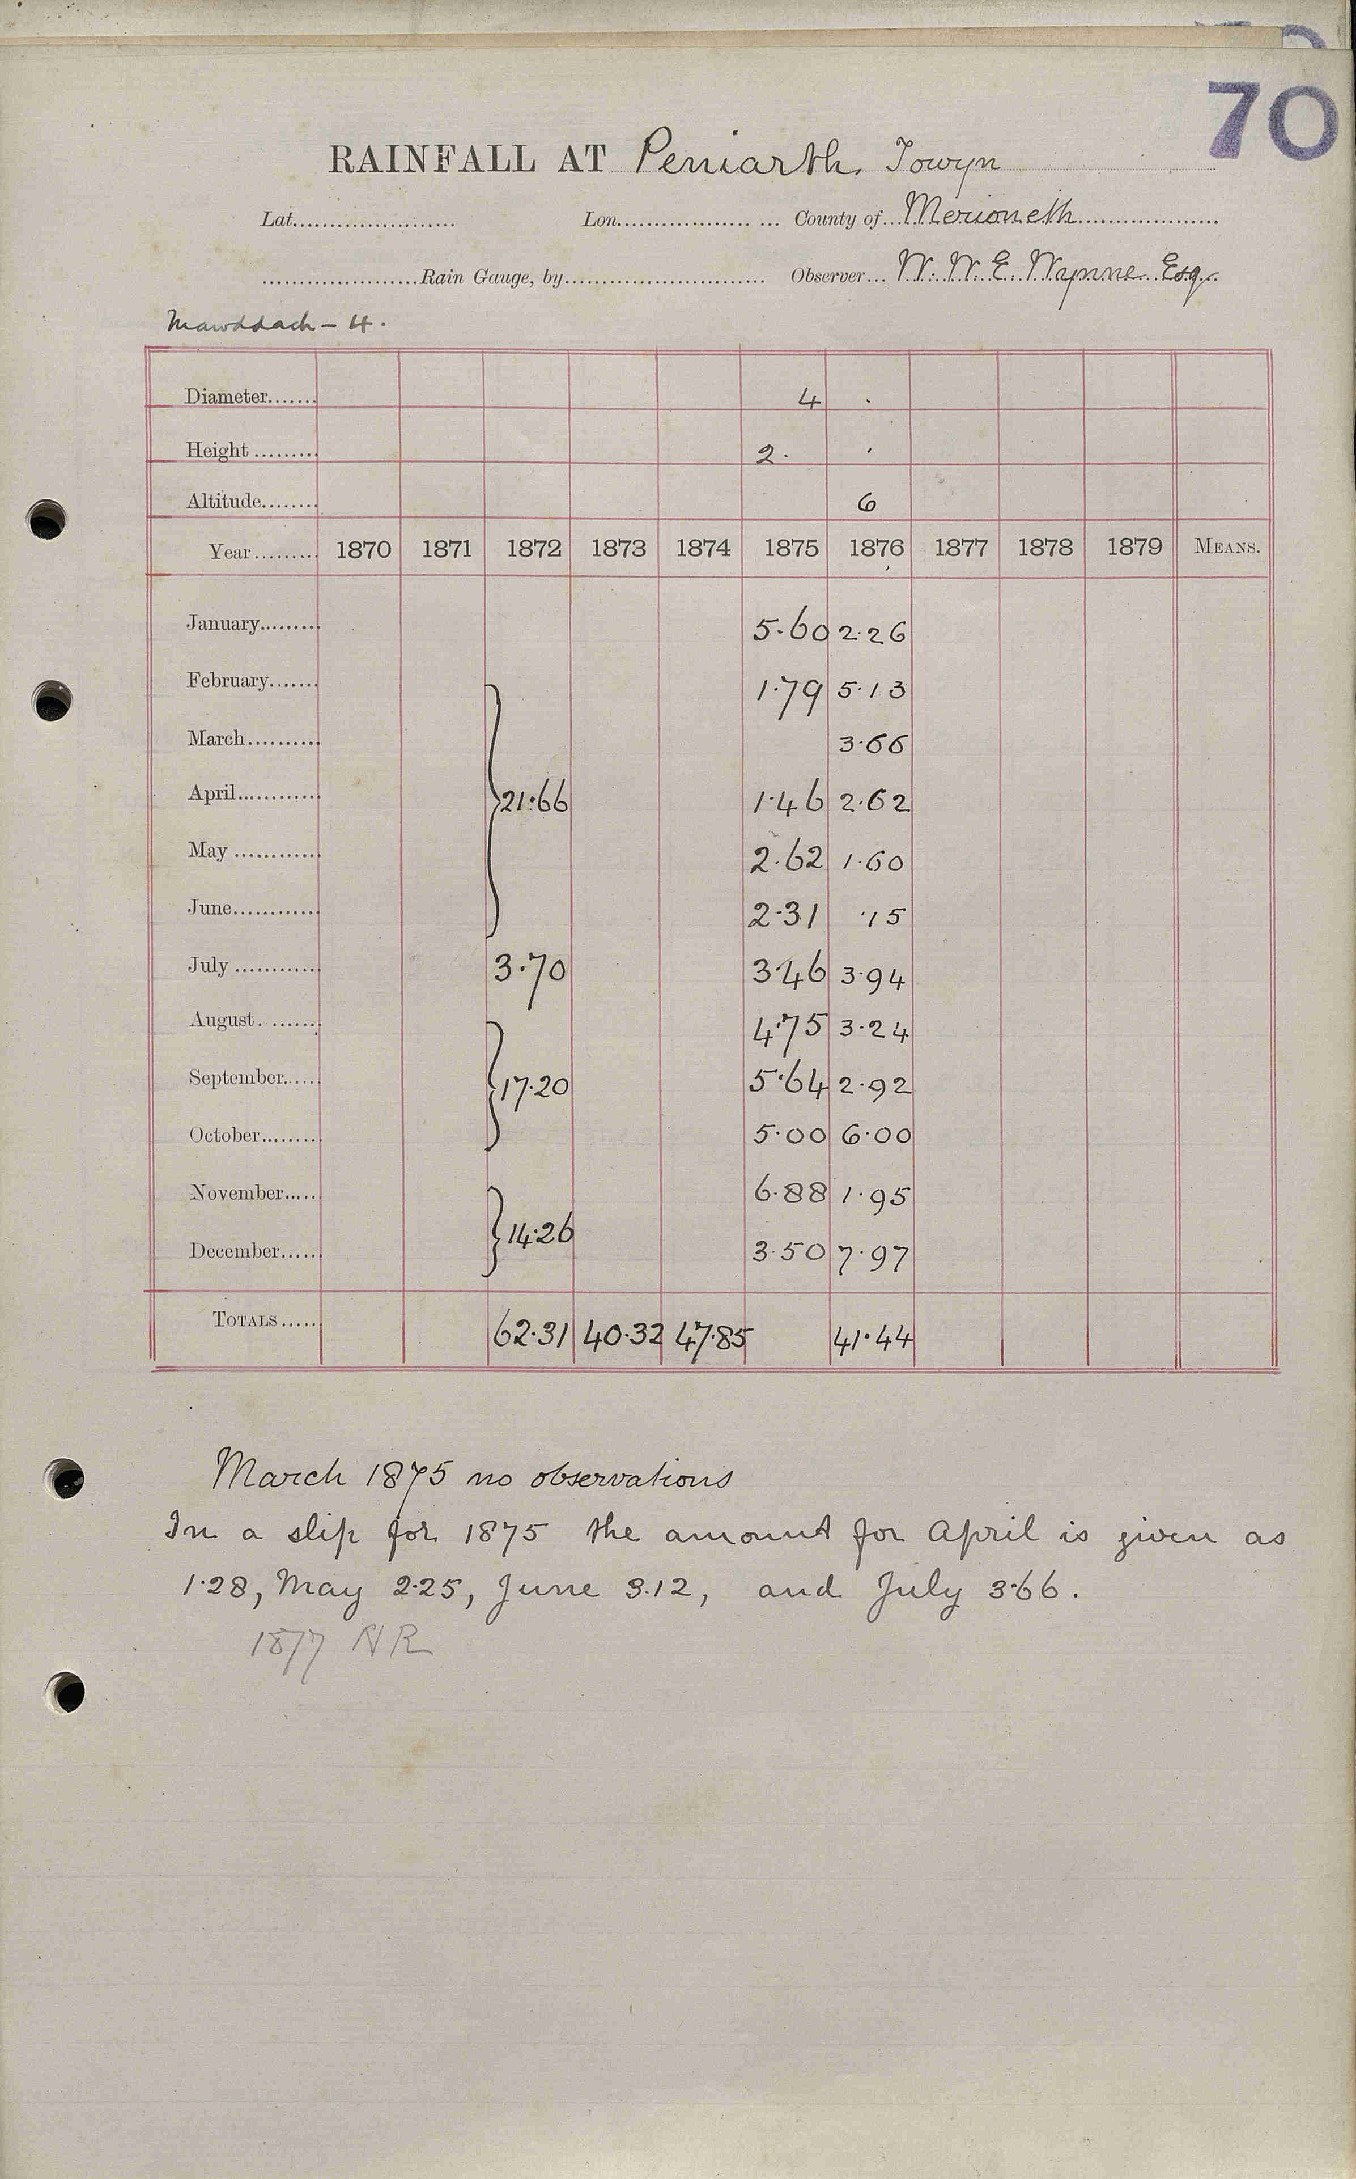 70
RAINFALL AT Peniarth, Towyn
Lat. Lon. County of Merioneth
Rain Gauge, by Observer W. W. E. Wynne Esq.
Mawddach - 4.
Diameter 4 .
Height 2. '
Altitude 6
Year 1870 1871 1872 1873 1874 1875 1876 1877 1878 1879 MEANS.
January 5.60 2.26
February 1.79 5.13
March 3.66
April 21.66 1.46 2.62
May 2.62 1.60
June 2.31 .15
July 3.70 3.46 3.94
August 4.75 3.24
September 17.20 5.64 2.92
October 5.00 6.00
November 6.88 1.95
December 14.26 3.50 7.97
TOTALS 62.31 40.32 47.85 41.44
March 1875 no observations
In a slip for 1875 the amount for April is given as
1.28, May 2.25, June 3.12, and July 3.66.
1877 NR